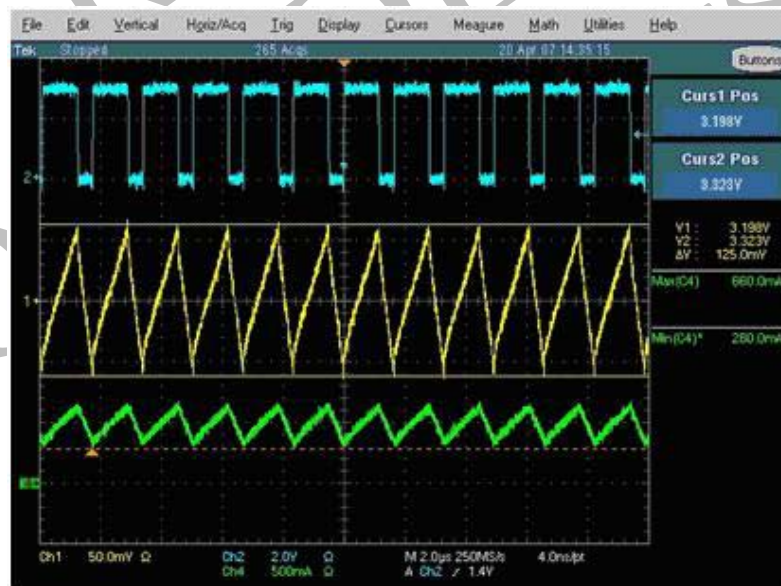 File Edit Vertical Horiz/Acq Trig Display Cursors Measure Math Utilities Help
Tek Stopped 265 Acqs 20 Apr 07 14:35:15
Buttons
Curs1 Pos
3.198V
Curs2 Pos
3.323V
V1: 3.198V
V2: 3.323V
ΔV: 125.0mV
Max(C4) 660.0mA
Min(C4)* 280.0mA
2
1
Ch1 50.0mV Ω Ch2 2.0V Ω M 2.0µs 250MS/s 4.0ns/pt
Ch4 500mA Ω A Ch2 ∕ 1.4V